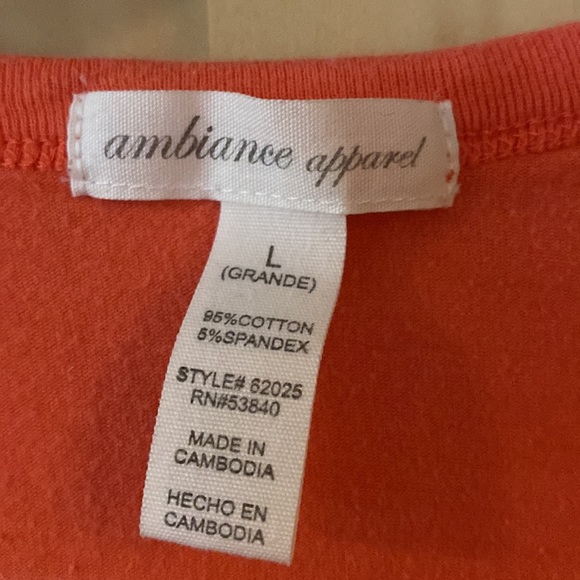 ambiance apparel
L
(GRANDE)
95%COTTON
5%SPANDEX
STYLE# 62025
RN#53840
MADE IN
CAMBODIA
HECHO EN
CAMBODIA